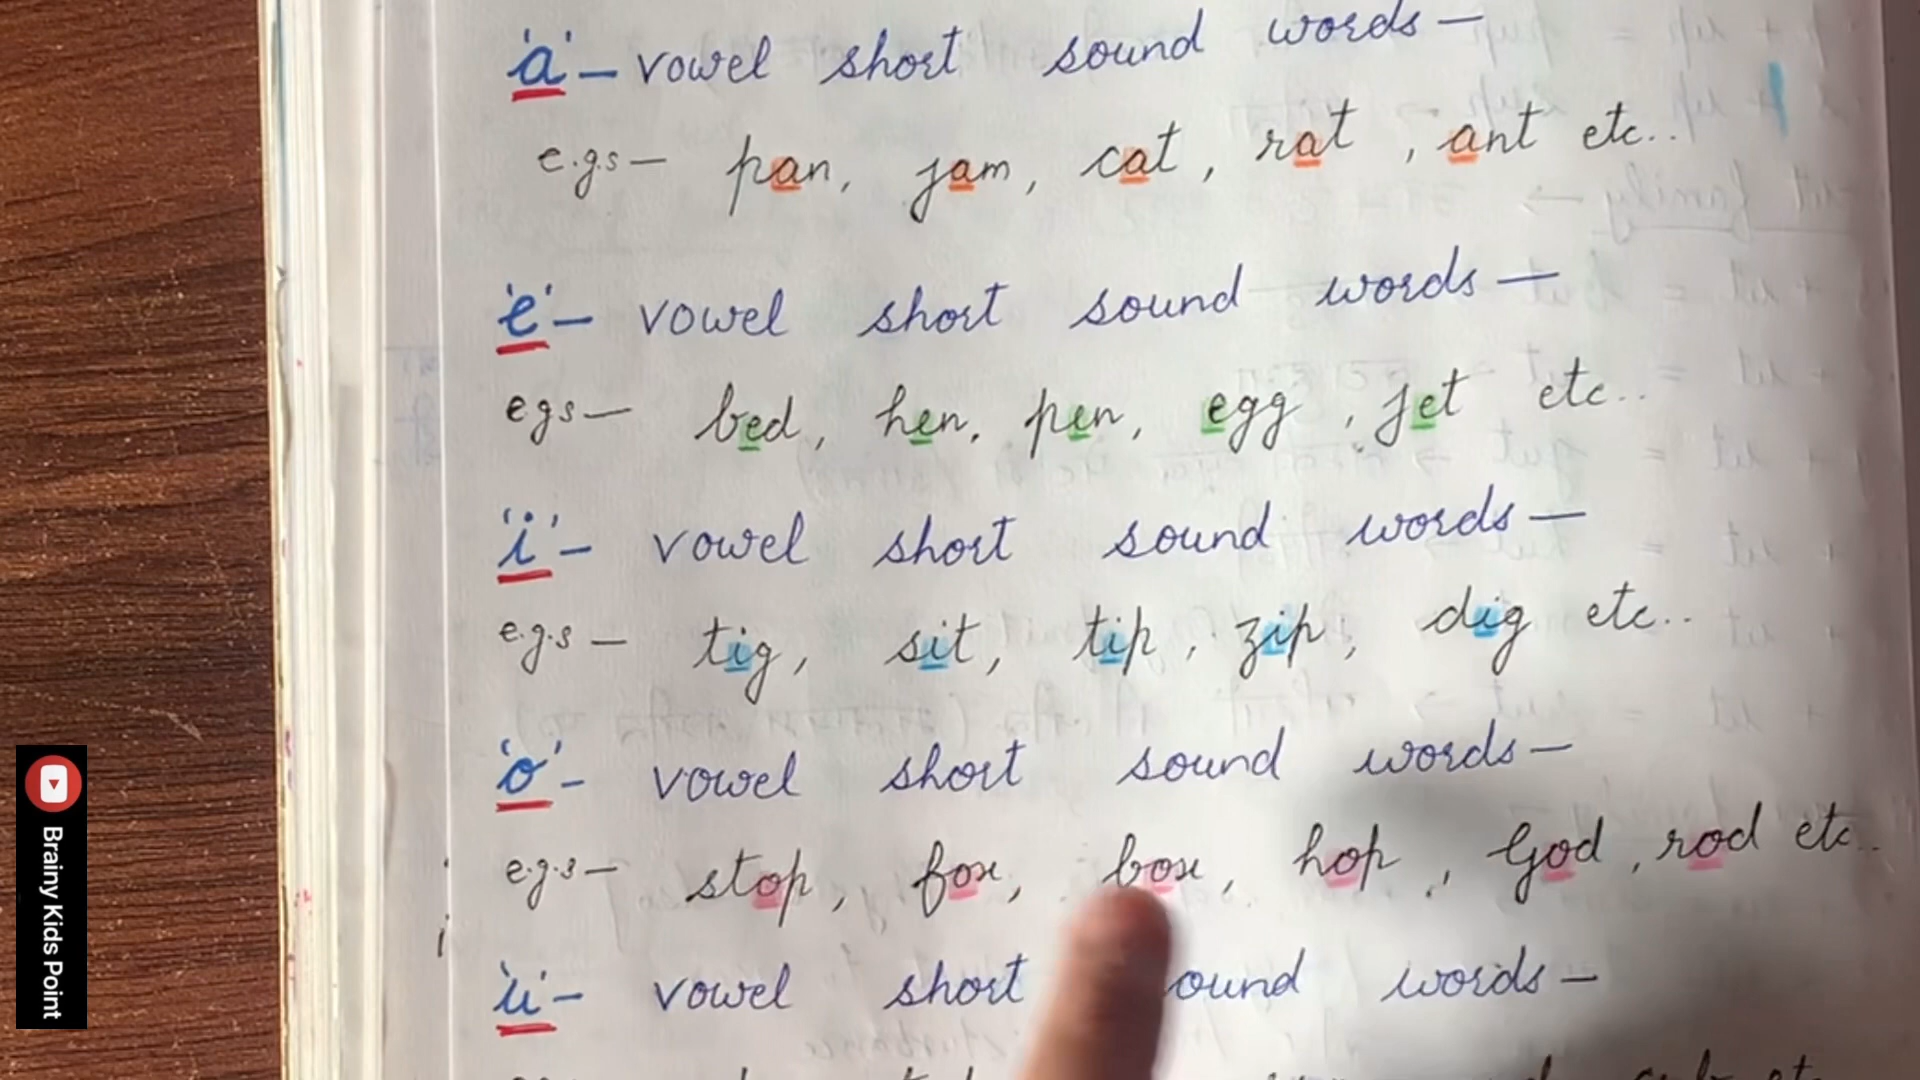 'a' - vowel short sound words -
e.g.s - pan, jam, cat, rat, ant etc..
'e' - vowel short sound words -
egs - bed, hen, pen, egg, jet etc..
'i' - vowel short sound words -
e.g.s - tig, sit, tip, zip, dig etc..
'o' - vowel short sound words -
e.g.s - stop, fox, box, hop, God, rod etc..
'u' - vowel short ound words -
Brainy Kids Point